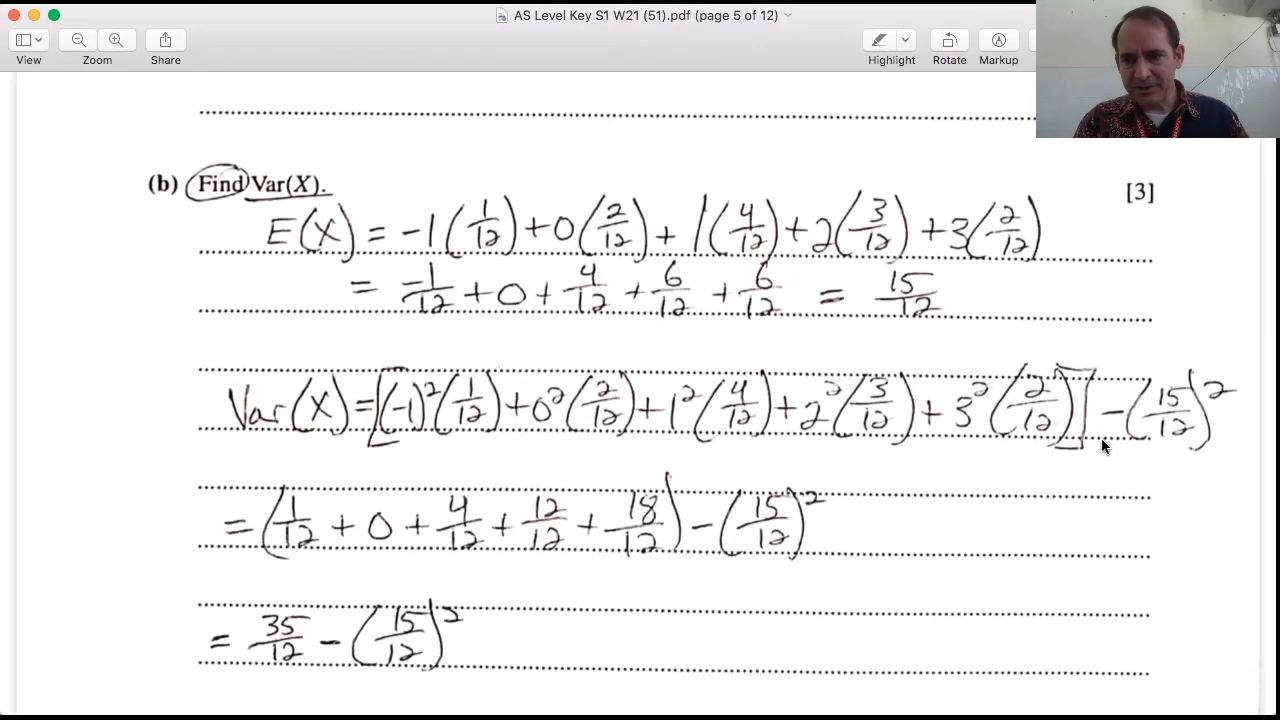 AS Level Key S1 W21 (51).pdf (page 5 of 12)
View Zoom Share Highlight Rotate Markup
(b) Find Var(X). [3]
E(X) = -1(1/12) + 0(2/12) + 1(4/12) + 2(3/12) + 3(2/12)
= -1/12 + 0 + 4/12 + 6/12 + 6/12 = 15/12
Var(X) = [(-1)²(1/12) + 0²(2/12) + 1²(4/12) + 2²(3/12) + 3²(2/12)] - (15/12)²
= (1/12 + 0 + 4/12 + 12/12 + 18/12) - (15/12)²
= 35/12 - (15/12)²